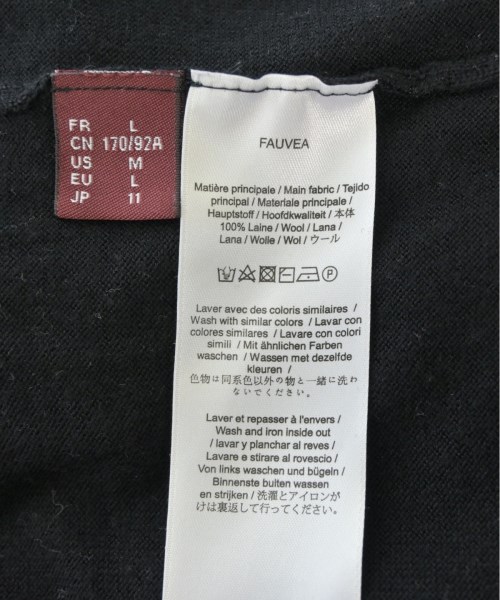 FR L
CN 170/92A
US M
EU L
JP 11
FAUVEA
Matière principale / Main fabric / Tejido
principal / Materiale principale /
Hauptstoff / Hoofdkwaliteit / 本体
100% Laine / Wool / Lana /
Lana / Wolle / Wol / ウール
Laver avec des coloris similaires /
Wash with similar colors / Lavar con
colores similares / Lavare con colori
simili / Mit ähnlichen Farben
waschen / Wassen met dezelfde
kleuren /
色物は同系色以外の物と一緒に洗わ
ないでください。
Laver et repasser à l'envers /
Wash and iron inside out
/ lavar y planchar al reves /
Lavare e stirare al rovescio /
Von links waschen und bügeln /
Binnenste buiten wassen
en strijken / 洗濯とアイロンが
けは裏返して行ってください。